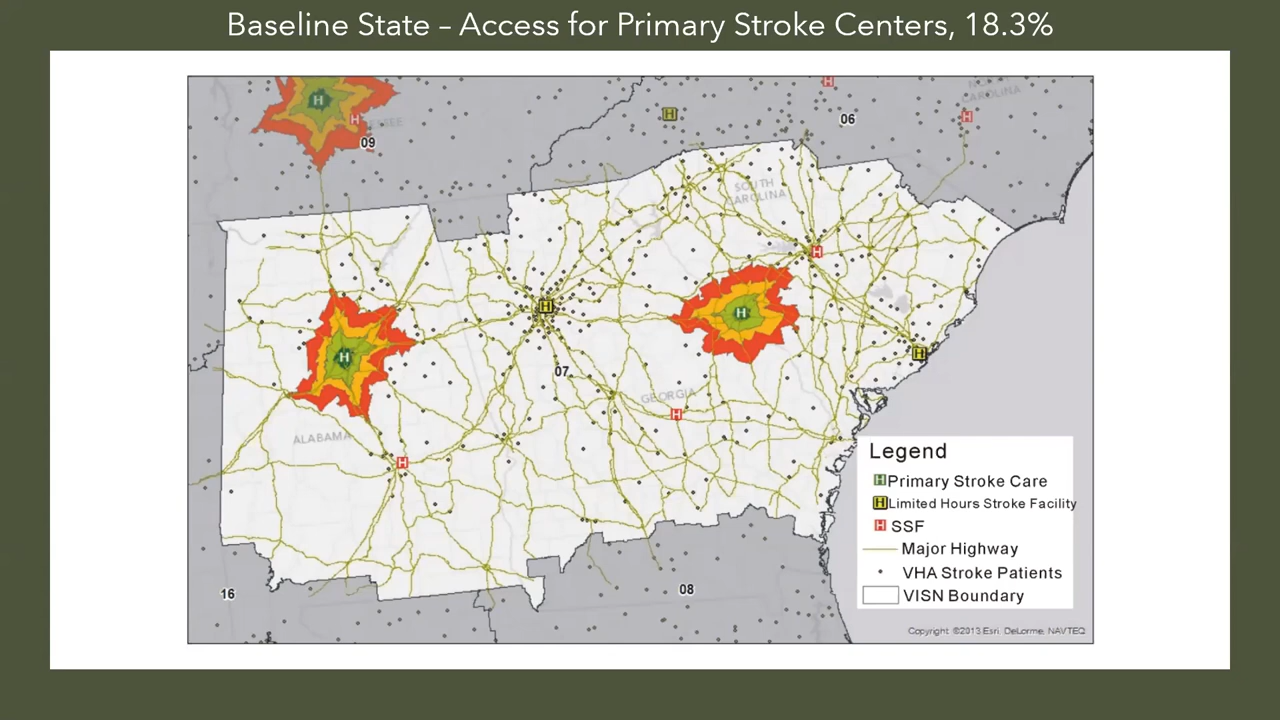 Baseline State – Access for Primary Stroke Centers, 18.3%
H
H
H
NORTH
CAROLINA
H
H
H
06
09
SOUTH
CAROLINA
H
H
H
H
H
07
GEORGIA
H
ALABAMA
H
16
08
Legend
H Primary Stroke Care
H Limited Hours Stroke Facility
H SSF
Major Highway
VHA Stroke Patients
VISN Boundary
Copyright: ©2013 Esri, DeLorme, NAVTEQ